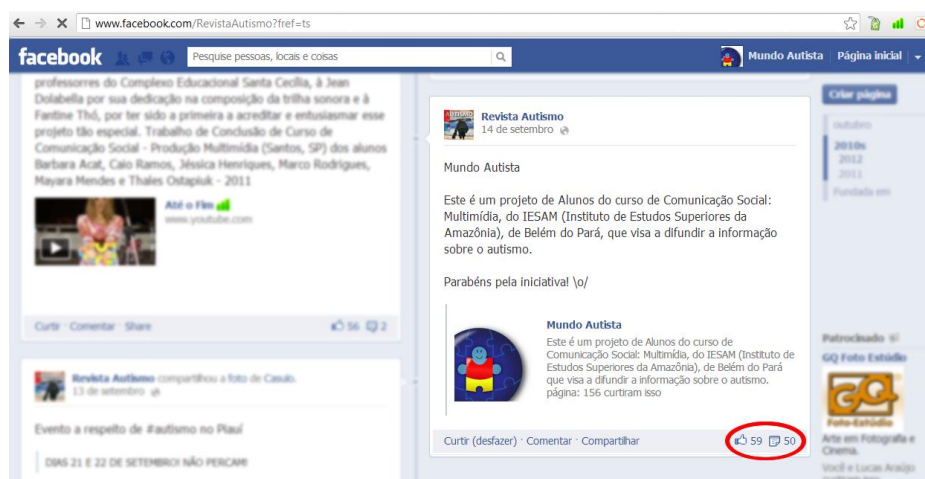 www.facebook.com/RevistaAutismo?fref=ts
facebook
Pesquise pessoas, locais e coisas
Mundo Autista
Página inicial
professores do Complexo Educacional Santa Cecília, à Jean
Dolabella por sua dedicação na composição da trilha sonora e à
Fantine Thó, por ter sido a primeira a acreditar e entusiasmar esse
projeto tão especial. Trabalho de Conclusão de Curso de
Comunicação Social - Produção Multimídia (Santos, SP) dos alunos
Barbara Acat, Caio Ramos, Jéssica Henriques, Marco Rodrigues,
Mayara Mendes e Thales Ostapiuk - 2011
Até o Fim
www.youtube.com
Curtir · Comentar · Share
56 2
Revista Autismo compartilhou a foto de Casulo.
13 de setembro
Evento a respeito de #autismo no Piauí
DIAS 21 E 22 DE SETEMBRO! NÃO PERCAM!
AUTISMO
Revista Autismo
14 de setembro
Mundo Autista
Este é um projeto de Alunos do curso de Comunicação Social:
Multimídia, do IESAM (Instituto de Estudos Superiores da
Amazônia), de Belém do Pará, que visa a difundir a informação
sobre o autismo.
Parabéns pela iniciativa! \o/
Mundo Autista
Este é um projeto de Alunos do curso de
Comunicação Social: Multimídia, do IESAM (Instituto de
Estudos Superiores da Amazônia), de Belém do Pará
que visa a difundir a informação sobre o autismo.
página: 156 curtiram isso
Curtir (desfazer) · Comentar · Compartilhar
59 50
Criar página
outubro
2010s
2012
2011
Fundada em
Patrocinado
GQ Foto Estúdio
GQ
Foto-Estúdio
Arte em Fotografia e
Cinema.
Você e Lucas Araújo